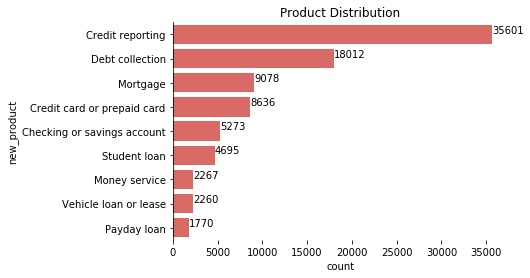 Product Distribution
new_product
Credit reporting 35601
Debt collection 18012
Mortgage 9078
Credit card or prepaid card 8636
Checking or savings account 5273
Student loan 4695
Money service 2267
Vehicle loan or lease 2260
Payday loan 1770
0 5000 10000 15000 20000 25000 30000 35000
count